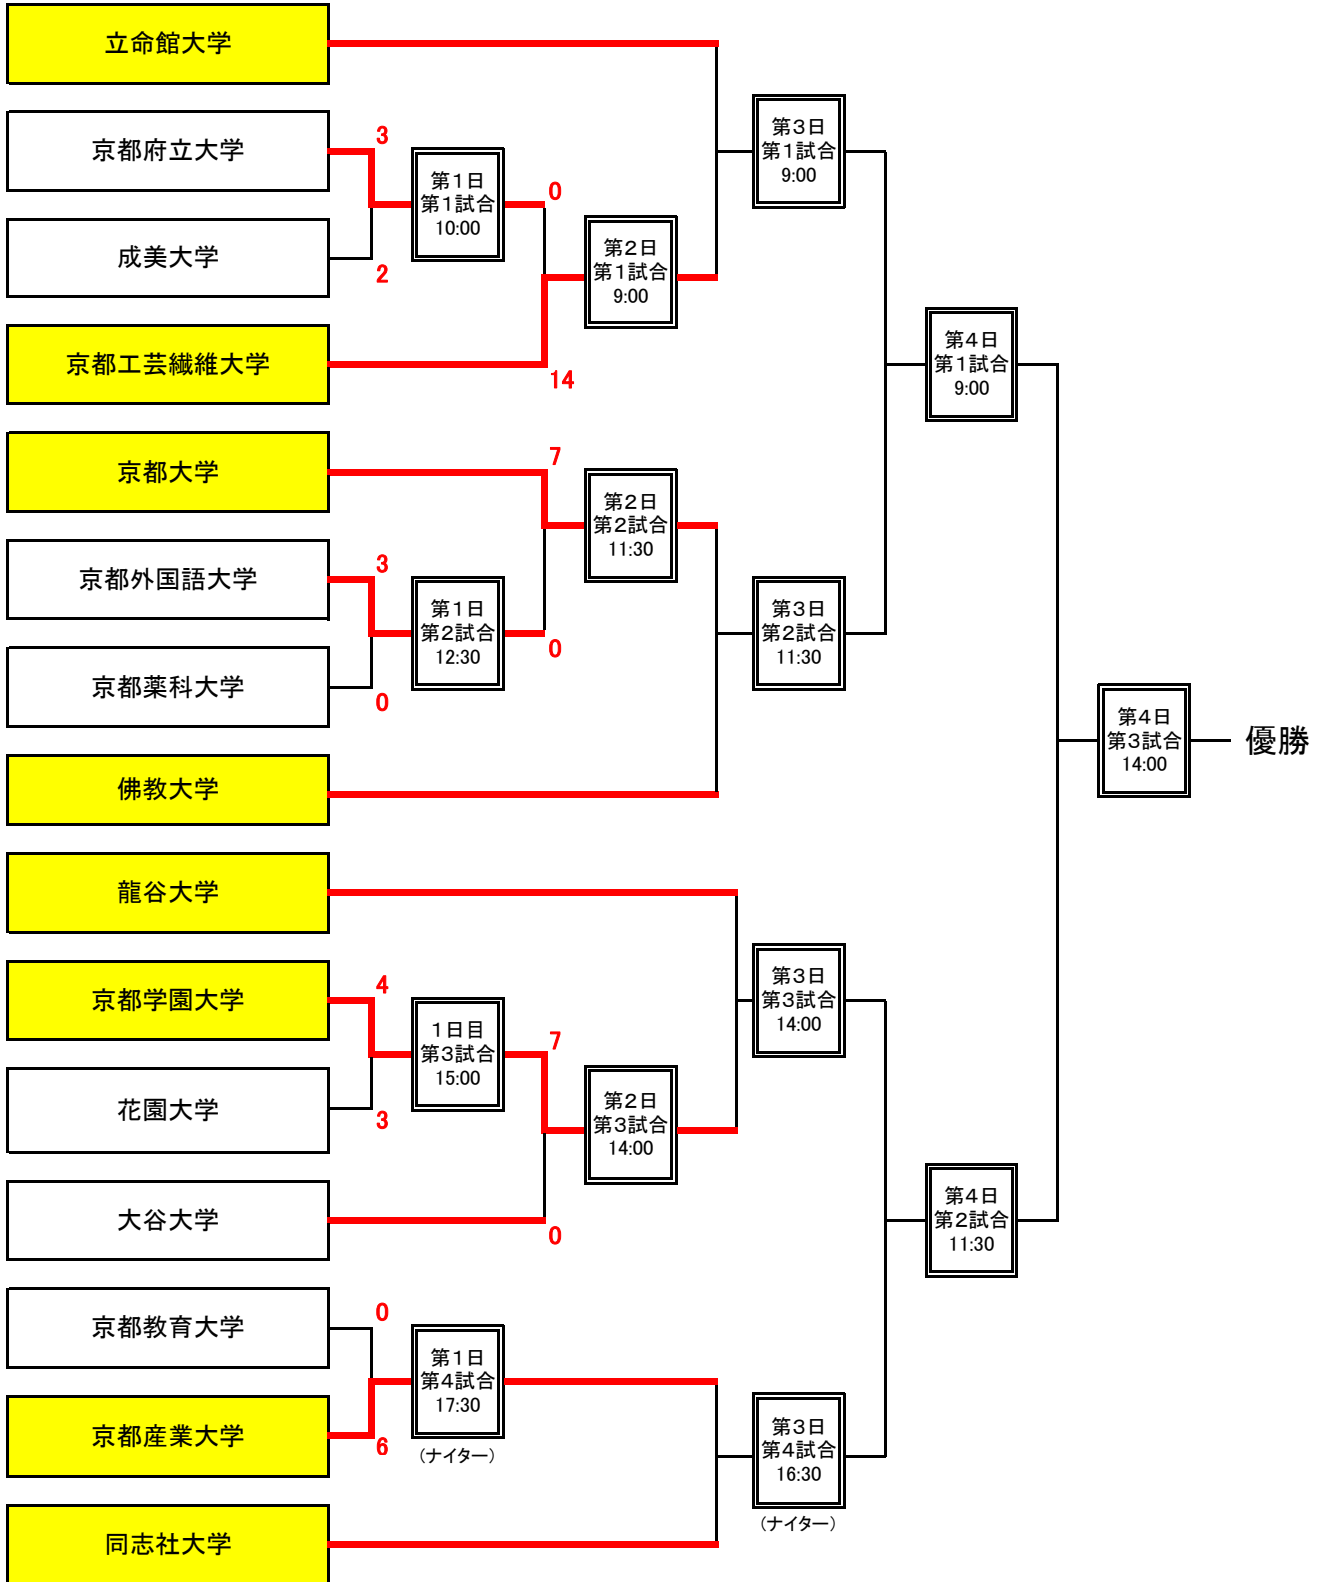 立命館大学
京都府立大学
3
第1日
第1試合
10:00
成美大学
2
0
第2日
第1試合
9:00
第3日
第1試合
9:00
京都工芸繊維大学
14
第4日
第1試合
9:00
京都大学
7
第2日
第2試合
11:30
京都外国語大学
3
第1日
第2試合
12:30
0
京都薬科大学
0
第3日
第2試合
11:30
佛教大学
第4日
第3試合
14:00
優勝
龍谷大学
京都学園大学
4
1日目
第3試合
15:00
7
第3日
第3試合
14:00
花園大学
3
第2日
第3試合
14:00
大谷大学
0
第4日
第2試合
11:30
京都教育大学
0
第1日
第4試合
17:30
(ナイター)
京都産業大学
6
第3日
第4試合
16:30
(ナイター)
同志社大学